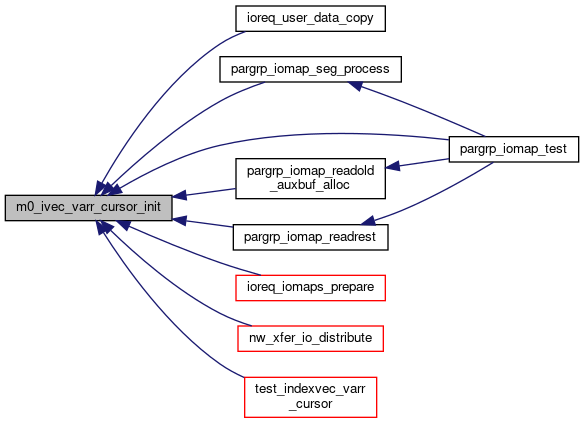 ioreq_user_data_copy
pargrp_iomap_seg_process
pargrp_iomap_test
pargrp_iomap_readold
_auxbuf_alloc
m0_ivec_varr_cursor_init
pargrp_iomap_readrest
ioreq_iomaps_prepare
nw_xfer_io_distribute
test_indexvec_varr
_cursor